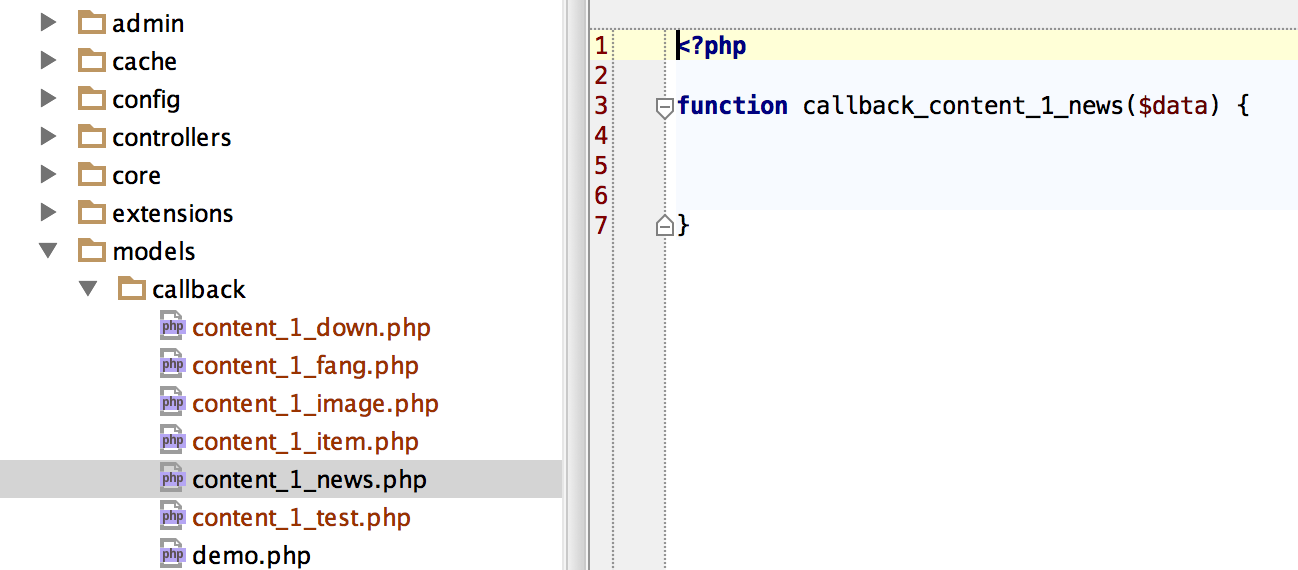 admin
cache
config
controllers
core
extensions
models
callback
php content_1_down.php
php content_1_fang.php
php content_1_image.php
php content_1_item.php
php content_1_news.php
php content_1_test.php
php demo.php
1 <?php
2
3 function callback_content_1_news($data) {
4
5
6
7 }